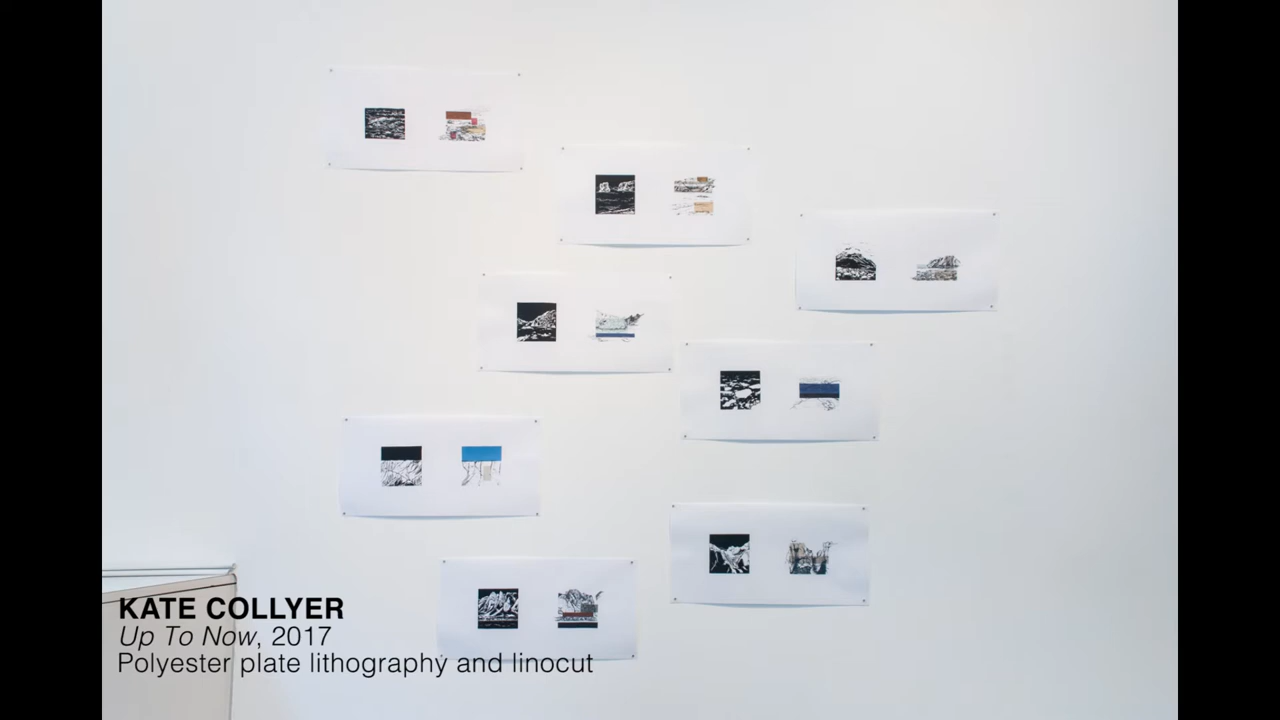 KATE COLLYER
Up To Now, 2017
Polyester plate lithography and linocut